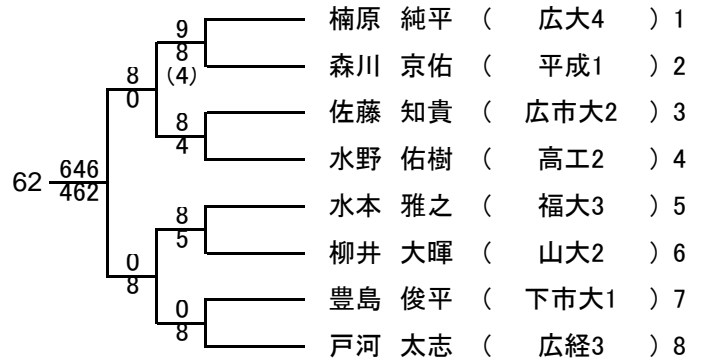 楠原 純平 ( 広大4 ) 1
9
8
(4)
森川 京佑 ( 平成1 ) 2
8
0
佐藤 知貴 ( 広市大2 ) 3
8
4
水野 佑樹 ( 高工2 ) 4
62 646
462
水本 雅之 ( 福大3 ) 5
8
5
柳井 大暉 ( 山大2 ) 6
0
8
豊島 俊平 ( 下市大1 ) 7
0
8
戸河 太志 ( 広経3 ) 8